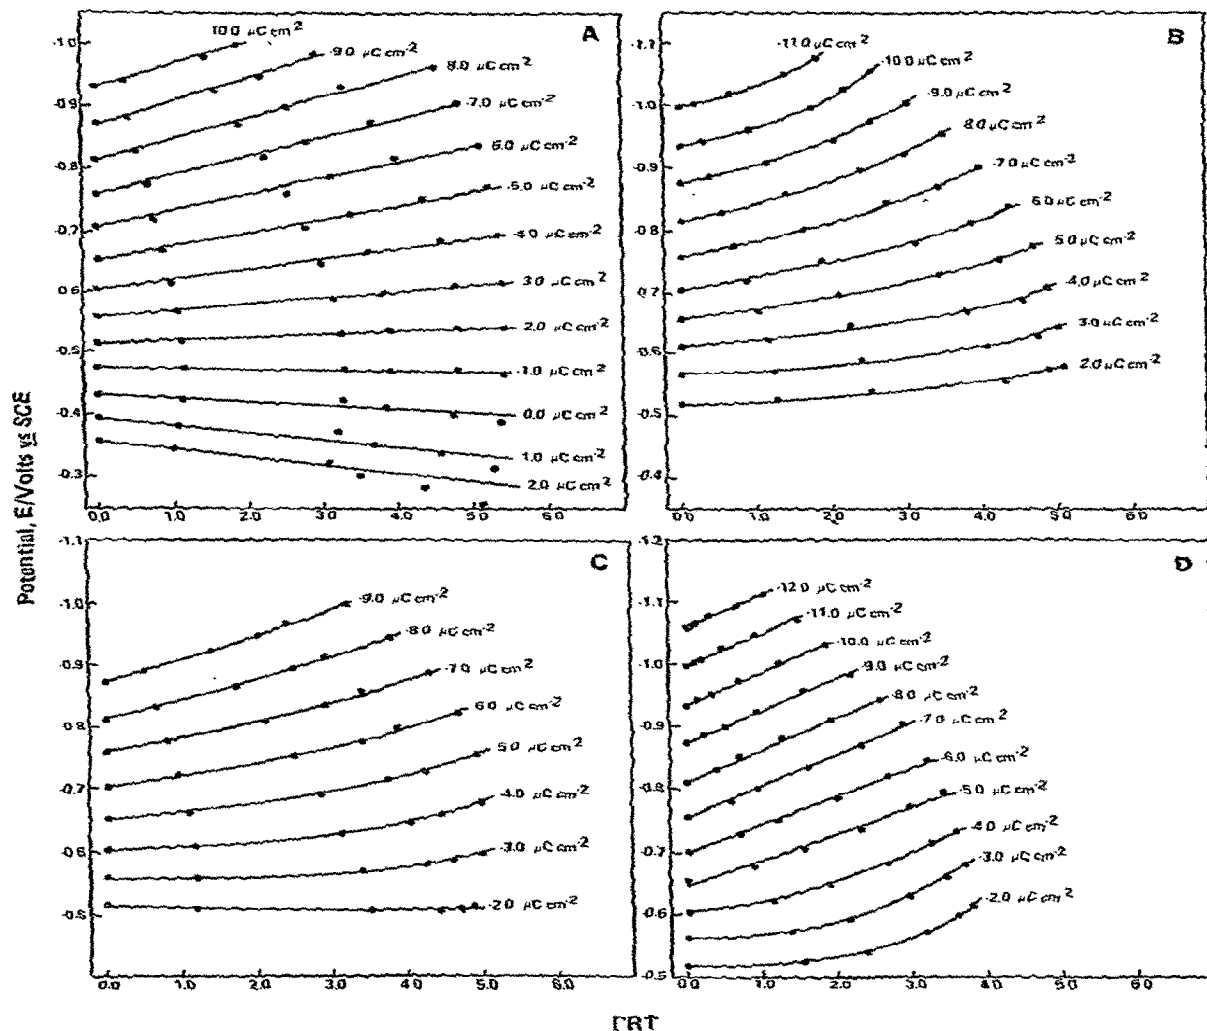 Potential, E/Volts vs SCE
A
10.0 µC cm-2
-9.0 µC cm-2
8.0 µC cm-2
-7.0 µC cm-2
6.0 µC cm-2
-5.0 µC cm-2
-4.0 µC cm-2
3.0 µC cm-2
2.0 µC cm-2
-1.0 µC cm-2
0.0 µC cm-2
1.0 µC cm-2
2.0 µC cm2
-1.0
-0.9
-0.8
-0.7
0.6
-0.5
-0.4
-0.3
0.0 1.0 2.0 3.0 4.0 5.0 6.0
B
-11.0 µC cm-2
-10.0 µC cm-2
-9.0 µC cm-2
8.0 µC cm-2
-7.0 µC cm-2
6.0 µC cm-2
5.0 µC cm-2
-4.0 µC cm-2
3.0 µC cm-2
2.0 µC cm-2
-1.1
-1.0
-0.9
-0.8
-0.7
-0.6
-0.5
-0.4
0.0 1.0 2.0 3.0 4.0 5.0 6.0
C
-9.0 µC cm-2
-8.0 µC cm-2
-7.0 µC cm-2
6.0 µC cm-2
5.0 µC cm-2
-4.0 µC cm-2
-3.0 µC cm-2
-2.0 µC cm-2
-1.1
-1.0
-0.9
-0.8
-0.7
-0.6
-0.5
0.0 1.0 2.0 3.0 4.0 5.0 6.0
D
-12.0 µC cm-2
-11.0 µC cm-2
-10.0 µC cm-2
-9.0 µC cm-2
-8.0 µC cm-2
-7.0 µC cm-2
-6.0 µC cm-2
-5.0 µC cm-2
-4.0 µC cm-2
-3.0 µC cm-2
-2.0 µC cm-2
-1.2
-1.1
-1.0
-0.9
-0.8
-0.7
-0.6
-0.5
0.0 1.0 2.0 3.0 4.0 5.0 6.0
ΓRT